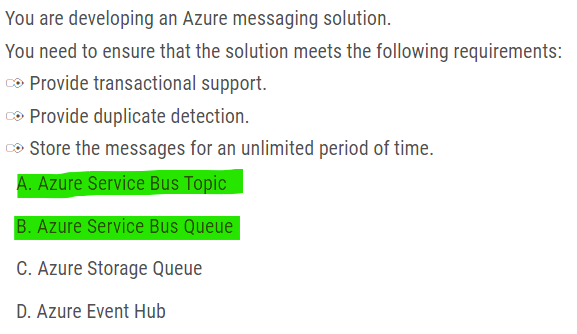 You are developing an Azure messaging solution.
You need to ensure that the solution meets the following requirements:
Provide transactional support.
Provide duplicate detection.
Store the messages for an unlimited period of time.
A. Azure Service Bus Topic
B. Azure Service Bus Queue
C. Azure Storage Queue
D. Azure Event Hub